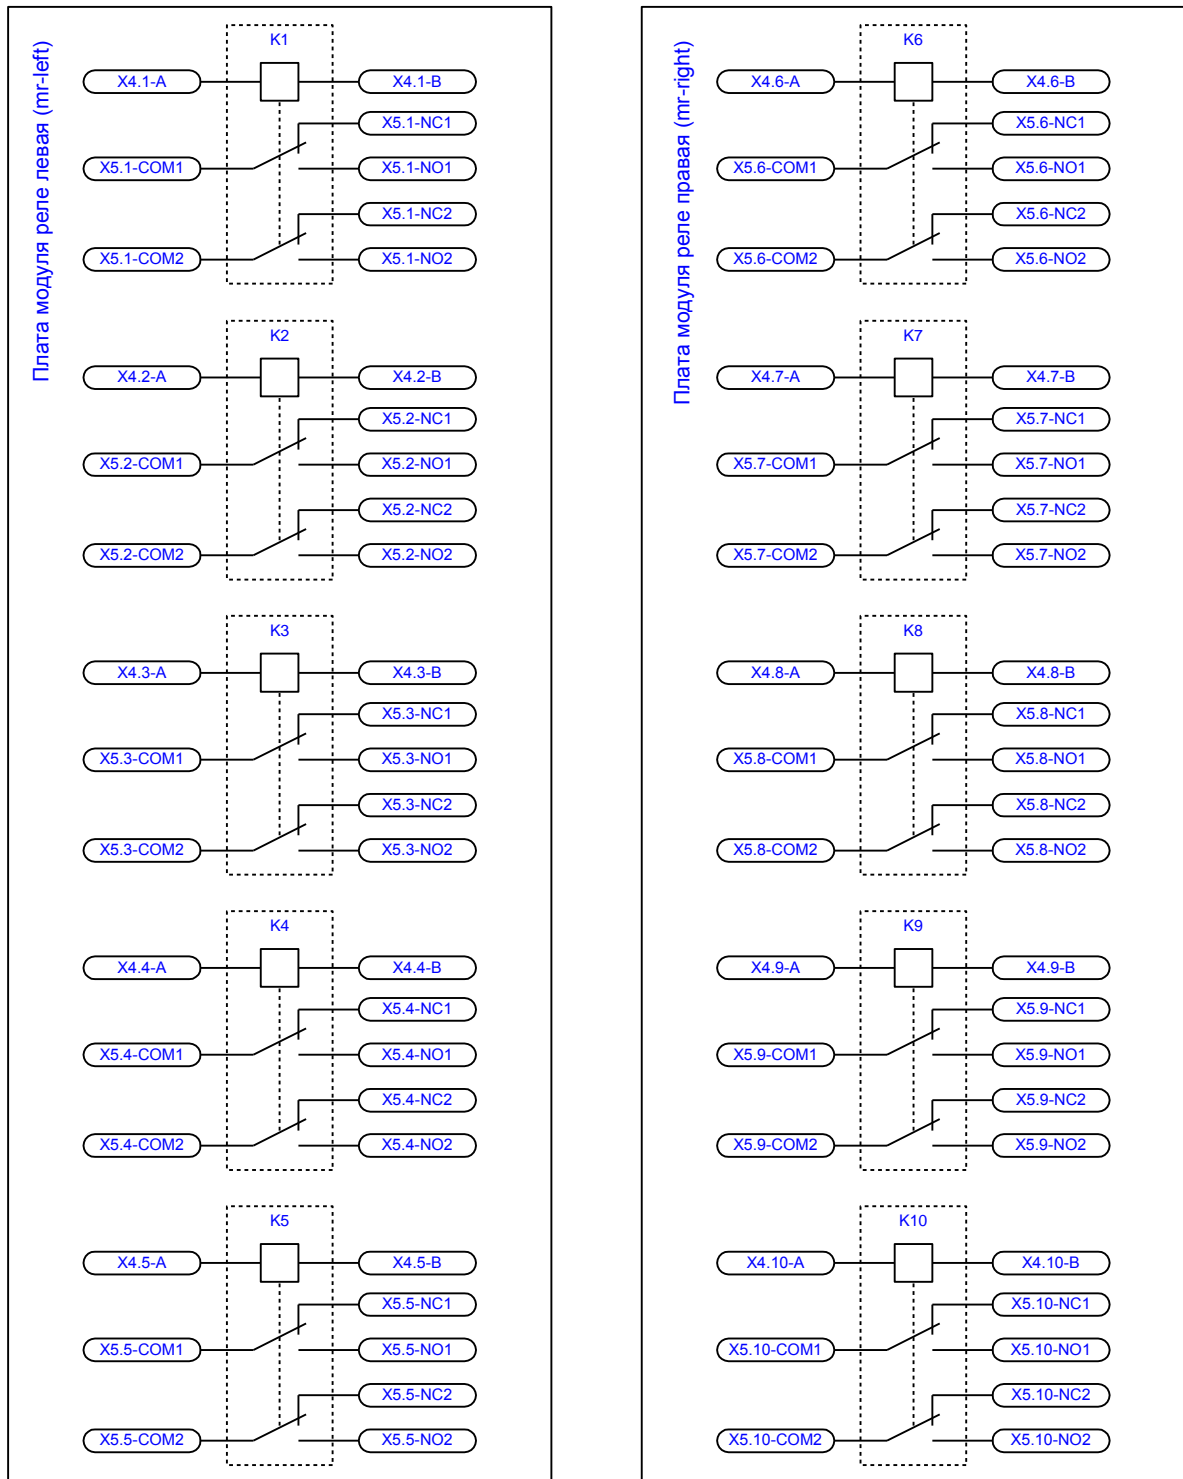 Плата модуля реле левая (mr-left)
K1
X4.1-A
X4.1-B
X5.1-NC1
X5.1-COM1
X5.1-NO1
X5.1-NC2
X5.1-COM2
X5.1-NO2
K2
X4.2-A
X4.2-B
X5.2-NC1
X5.2-COM1
X5.2-NO1
X5.2-NC2
X5.2-COM2
X5.2-NO2
K3
X4.3-A
X4.3-B
X5.3-NC1
X5.3-COM1
X5.3-NO1
X5.3-NC2
X5.3-COM2
X5.3-NO2
K4
X4.4-A
X4.4-B
X5.4-NC1
X5.4-COM1
X5.4-NO1
X5.4-NC2
X5.4-COM2
X5.4-NO2
K5
X4.5-A
X4.5-B
X5.5-NC1
X5.5-COM1
X5.5-NO1
X5.5-NC2
X5.5-COM2
X5.5-NO2
Плата модуля реле правая (mr-right)
K6
X4.6-A
X4.6-B
X5.6-NC1
X5.6-COM1
X5.6-NO1
X5.6-NC2
X5.6-COM2
X5.6-NO2
K7
X4.7-A
X4.7-B
X5.7-NC1
X5.7-COM1
X5.7-NO1
X5.7-NC2
X5.7-COM2
X5.7-NO2
K8
X4.8-A
X4.8-B
X5.8-NC1
X5.8-COM1
X5.8-NO1
X5.8-NC2
X5.8-COM2
X5.8-NO2
K9
X4.9-A
X4.9-B
X5.9-NC1
X5.9-COM1
X5.9-NO1
X5.9-NC2
X5.9-COM2
X5.9-NO2
K10
X4.10-A
X4.10-B
X5.10-NC1
X5.10-COM1
X5.10-NO1
X5.10-NC2
X5.10-COM2
X5.10-NO2